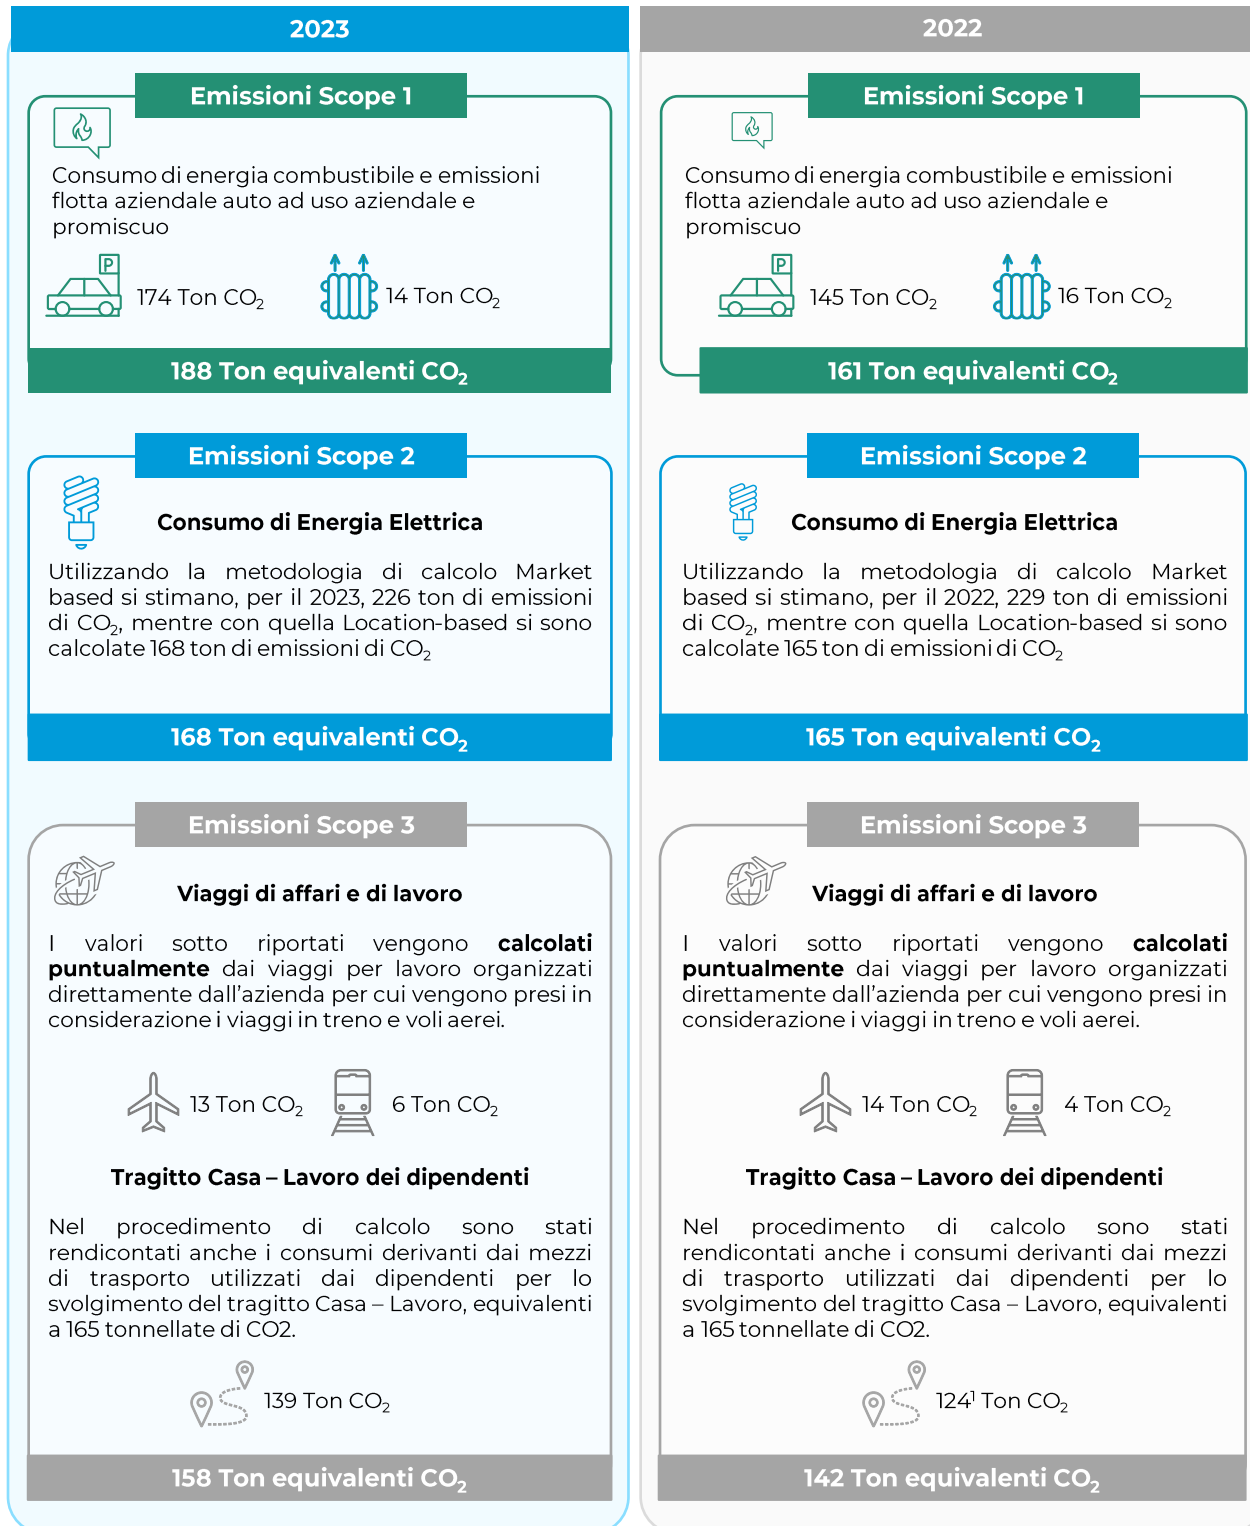 2023
Emissioni Scope 1
Consumo di energia combustibile e emissioni
flotta aziendale auto ad uso aziendale e
promiscuo
P
174 Ton CO₂
14 Ton CO₂
188 Ton equivalenti CO₂
Emissioni Scope 2
Consumo di Energia Elettrica
Utilizzando la metodologia di calcolo Market
based si stimano, per il 2023, 226 ton di emissioni
di CO₂, mentre con quella Location-based si sono
calcolate 168 ton di emissioni di CO₂
168 Ton equivalenti CO₂
Emissioni Scope 3
Viaggi di affari e di lavoro
I valori sotto riportati vengono calcolati
puntualmente dai viaggi per lavoro organizzati
direttamente dall’azienda per cui vengono presi in
considerazione i viaggi in treno e voli aerei.
13 Ton CO₂
6 Ton CO₂
Tragitto Casa – Lavoro dei dipendenti
Nel procedimento di calcolo sono stati
rendicontati anche i consumi derivanti dai mezzi
di trasporto utilizzati dai dipendenti per lo
svolgimento del tragitto Casa – Lavoro, equivalenti
a 165 tonnellate di CO2.
139 Ton CO₂
158 Ton equivalenti CO₂
2022
Emissioni Scope 1
Consumo di energia combustibile e emissioni
flotta aziendale auto ad uso aziendale e
promiscuo
P
145 Ton CO₂
16 Ton CO₂
161 Ton equivalenti CO₂
Emissioni Scope 2
Consumo di Energia Elettrica
Utilizzando la metodologia di calcolo Market
based si stimano, per il 2022, 229 ton di emissioni
di CO₂, mentre con quella Location-based si sono
calcolate 165 ton di emissioni di CO₂
165 Ton equivalenti CO₂
Emissioni Scope 3
Viaggi di affari e di lavoro
I valori sotto riportati vengono calcolati
puntualmente dai viaggi per lavoro organizzati
direttamente dall’azienda per cui vengono presi in
considerazione i viaggi in treno e voli aerei.
14 Ton CO₂
4 Ton CO₂
Tragitto Casa – Lavoro dei dipendenti
Nel procedimento di calcolo sono stati
rendicontati anche i consumi derivanti dai mezzi
di trasporto utilizzati dai dipendenti per lo
svolgimento del tragitto Casa – Lavoro, equivalenti
a 165 tonnellate di CO2.
124¹ Ton CO₂
142 Ton equivalenti CO₂